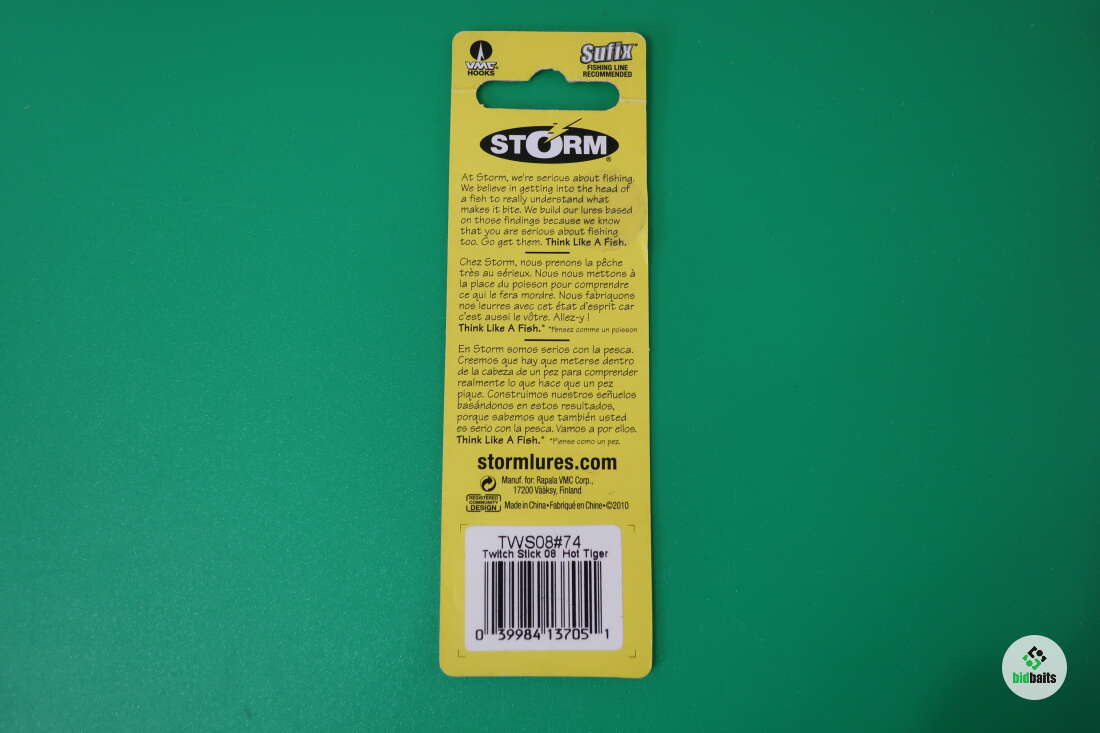 VMC
HOOKS
Sufix
FISHING LINE
RECOMMENDED
STORM
At Storm, we're serious about fishing.
We believe in getting into the head of
a fish to really understand what
makes it bite. We build our lures based
on those findings because we know
that you are serious about fishing
too. Go get them. Think Like A Fish.
Chez Storm, nous prenons la pêche
très au sérieux. Nous nous mettons à
la place du poisson pour comprendre
ce qui le fera mordre. Nous fabriquons
nos leurres avec cet état d'esprit car
c'est aussi le vôtre. Allez-y !
Think Like A Fish.* *Pensez comme un poisson
En Storm somos serios con la pesca.
Creemos que hay que meterse dentro
de la cabeza de un pez para comprender
realmente lo que hace que un pez
pique. Construimos nuestros señuelos
basándonos en estos resultados,
porque sabemos que también usted
es serio con la pesca. Vamos a por ellos.
Think Like A Fish.* *Piense como un pez.
stormlures.com
Manuf. for: Rapala VMC Corp.,
17200 Vääksy, Finland
REGISTERED
COMMUNITY
DESIGN
Made in China•Fabriqué en Chine•©2010
TWS08#74
Twitch Stick 08 Hot Tiger
0 39984 13705 1
bidbaits